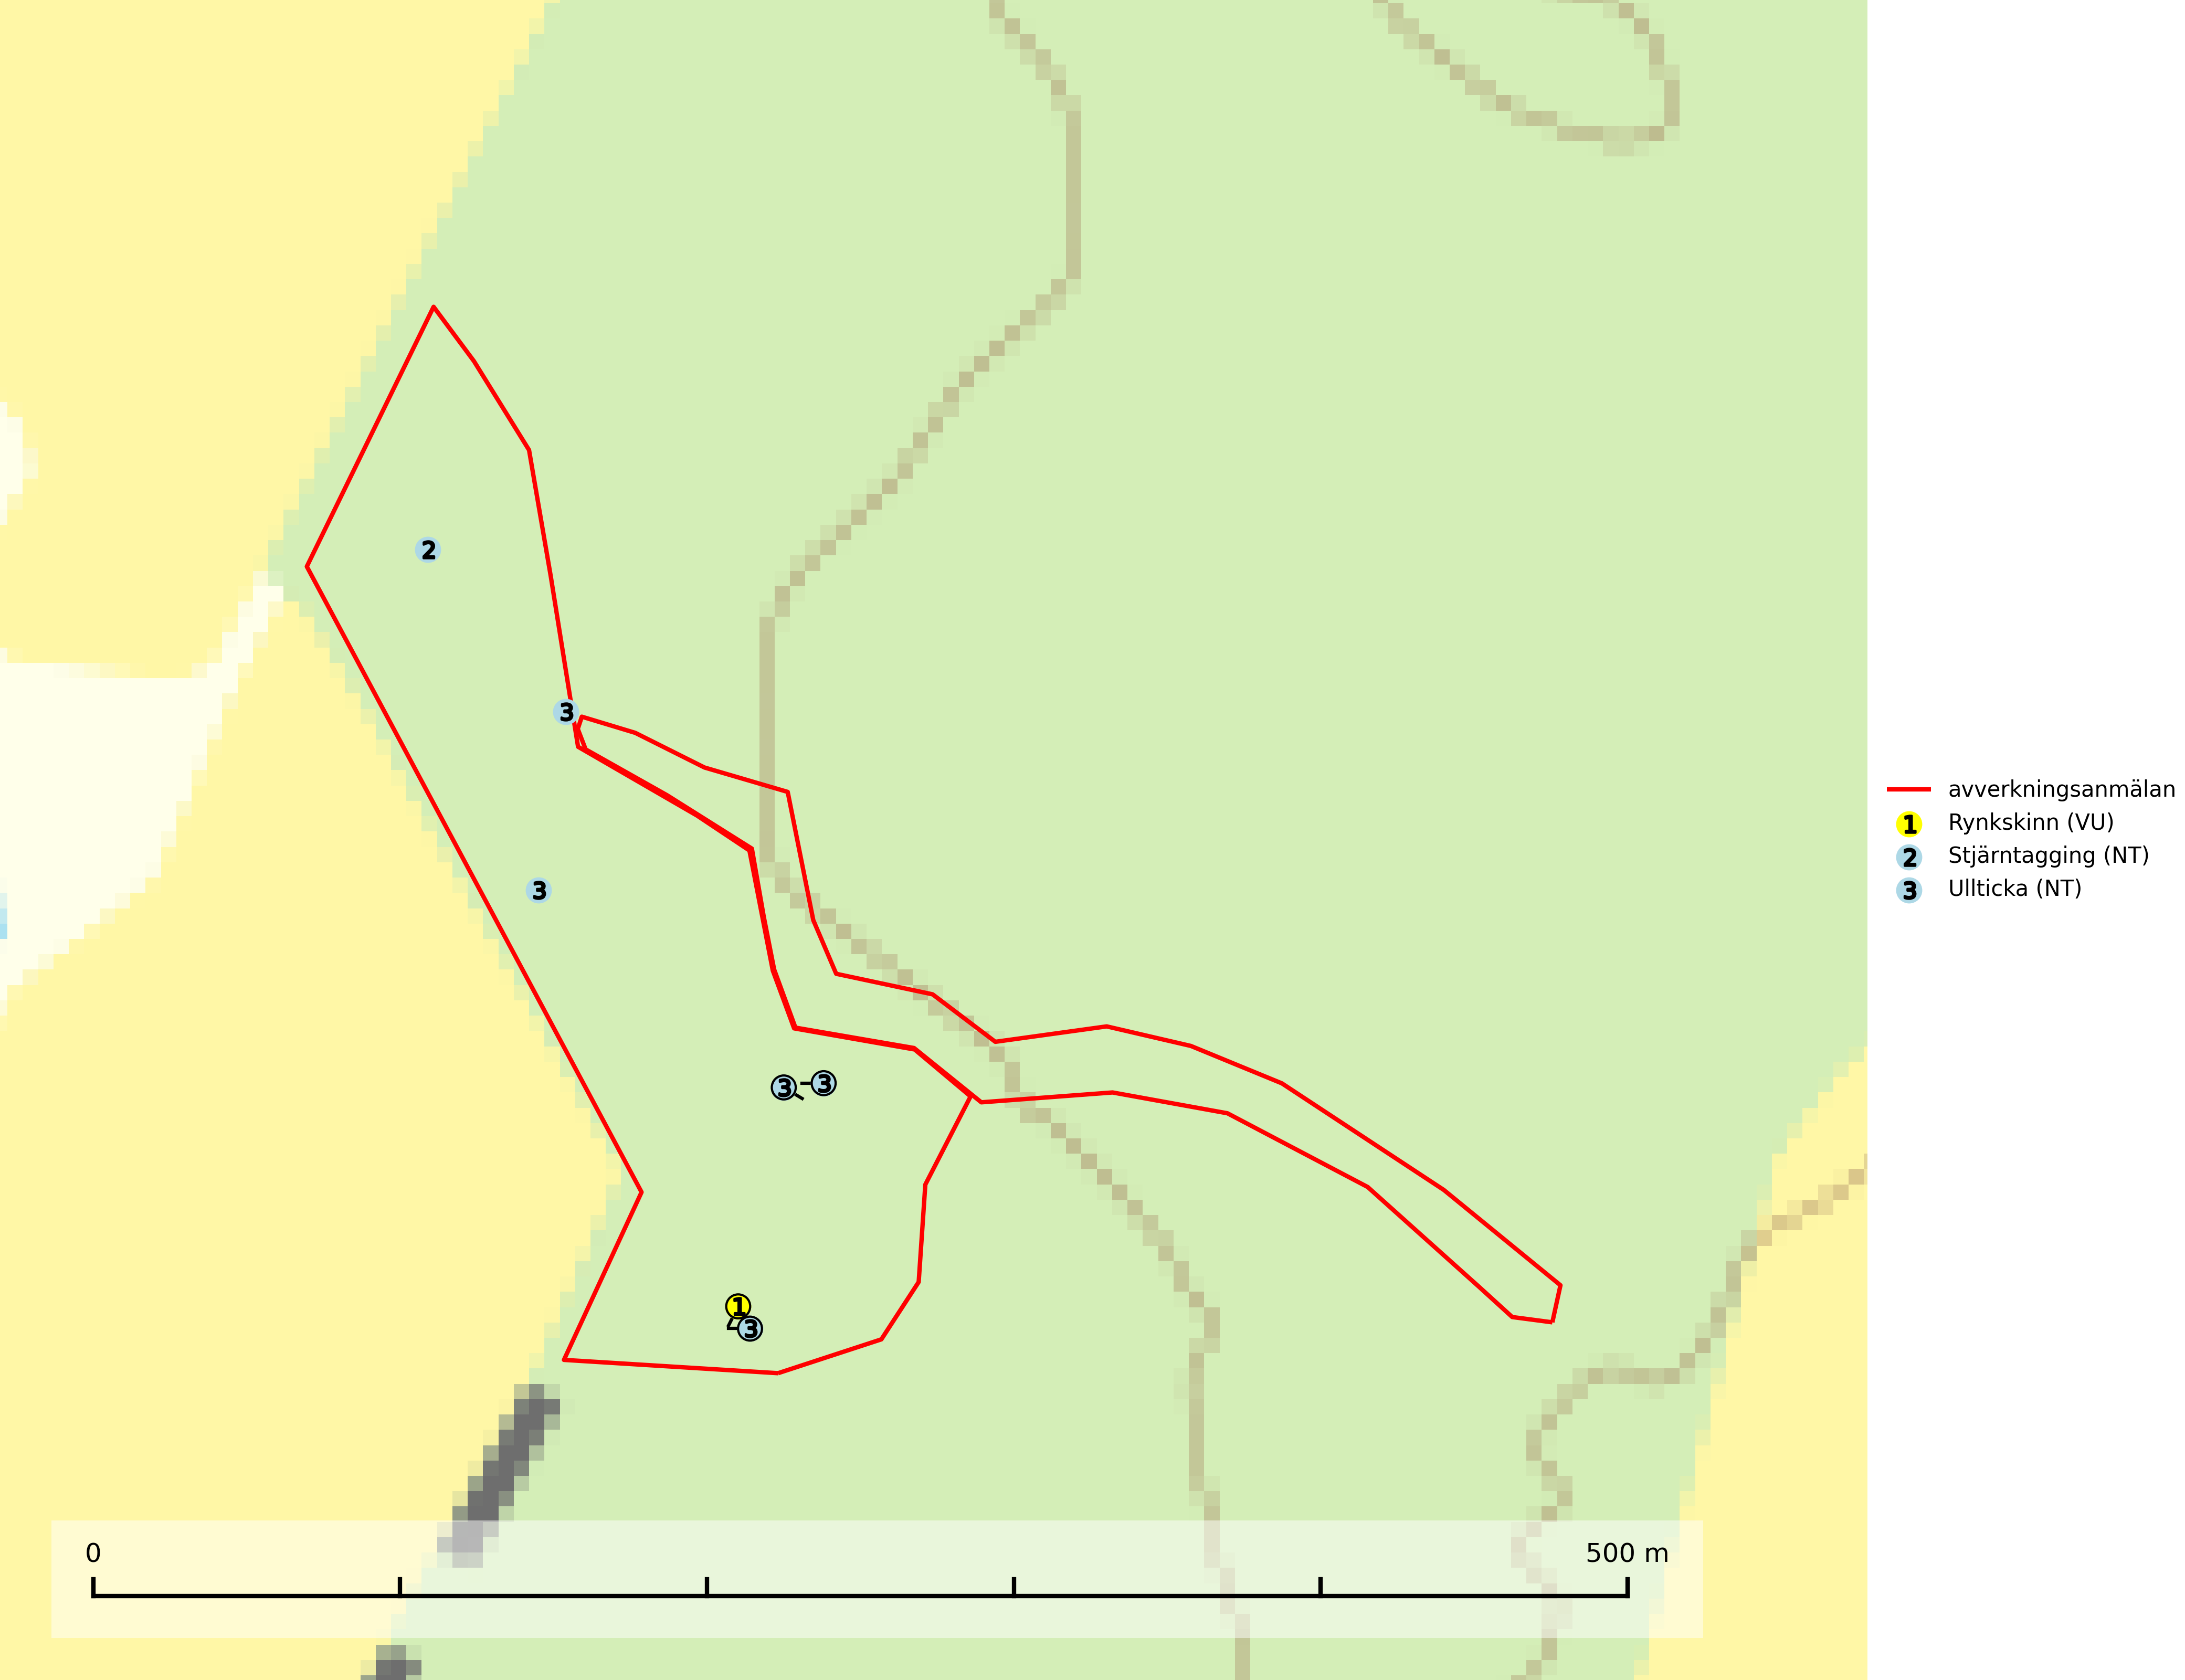 2
3
3
3 3
1
3
0 500 m
avverkningsanmälan
1 Rynkskinn (VU)
2 Stjärntagging (NT)
3 Ullticka (NT)